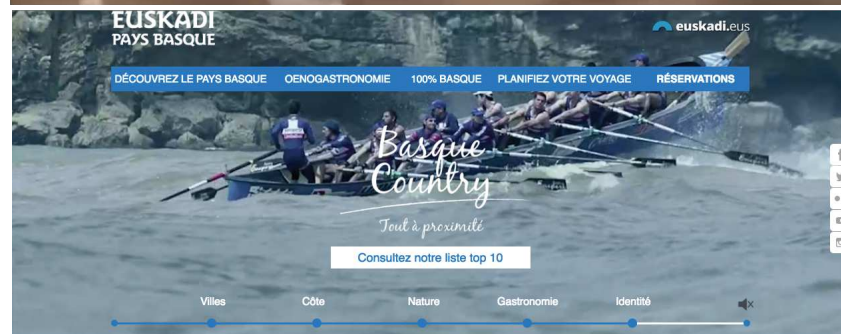 EUSKADI
PAYS BASQUE
euskadi.eus
DÉCOUVREZ LE PAYS BASQUE OENOGASTRONOMIE 100% BASQUE PLANIFIEZ VOTRE VOYAGE RÉSERVATIONS
Basque
Country
Tout à proximité
Consultez notre liste top 10
Villes Côte Nature Gastronomie Identité